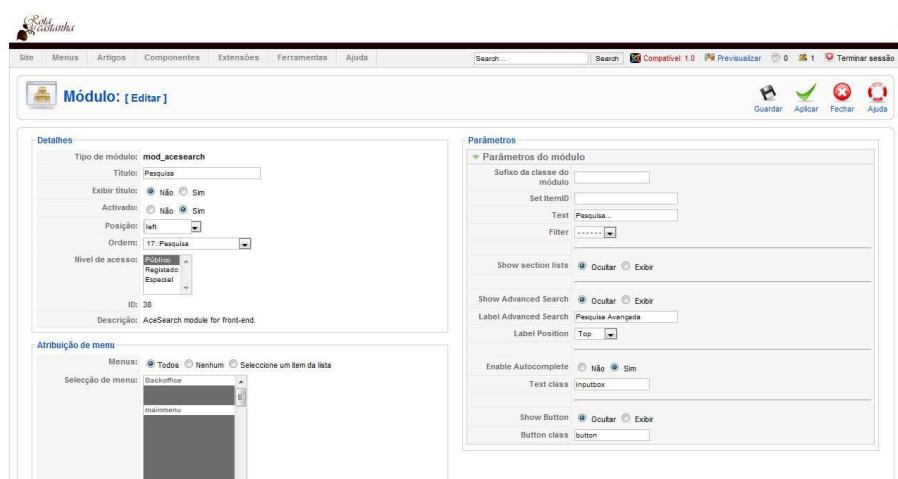 Rota da castanha
Site Menus Artigos Componentes Extensões Ferramentas Ajuda Search... Search Compatível: 1.0 Previsualizar 0 1 Terminar sessão
Módulo: [ Editar ]
Guardar Aplicar Fechar Ajuda
Detalhes
Tipo de módulo: mod_acesearch
Título: Pesquisa
Exibir título: Não Sim
Activado: Não Sim
Posição: left
Ordem: 17::Pesquisa
Nível de acesso: Público
Registado
Especial
ID: 38
Descrição: AceSearch module for front-end.
Atribuição de menu
Menus: Todos Nenhum Seleccione um item da lista
Selecção de menu: Backoffice
mainmenu
Parâmetros
Parâmetros do módulo
Sufixo da classe do
módulo
Set ItemID
Text Pesquisa...
Filter - - - - - -
Show section lists Ocultar Exibir
Show Advanced Search Ocultar Exibir
Label Advanced Search Pesquisa Avançada
Label Position Top
Enable Autocomplete Não Sim
Text class inputbox
Show Button Ocultar Exibir
Button class button